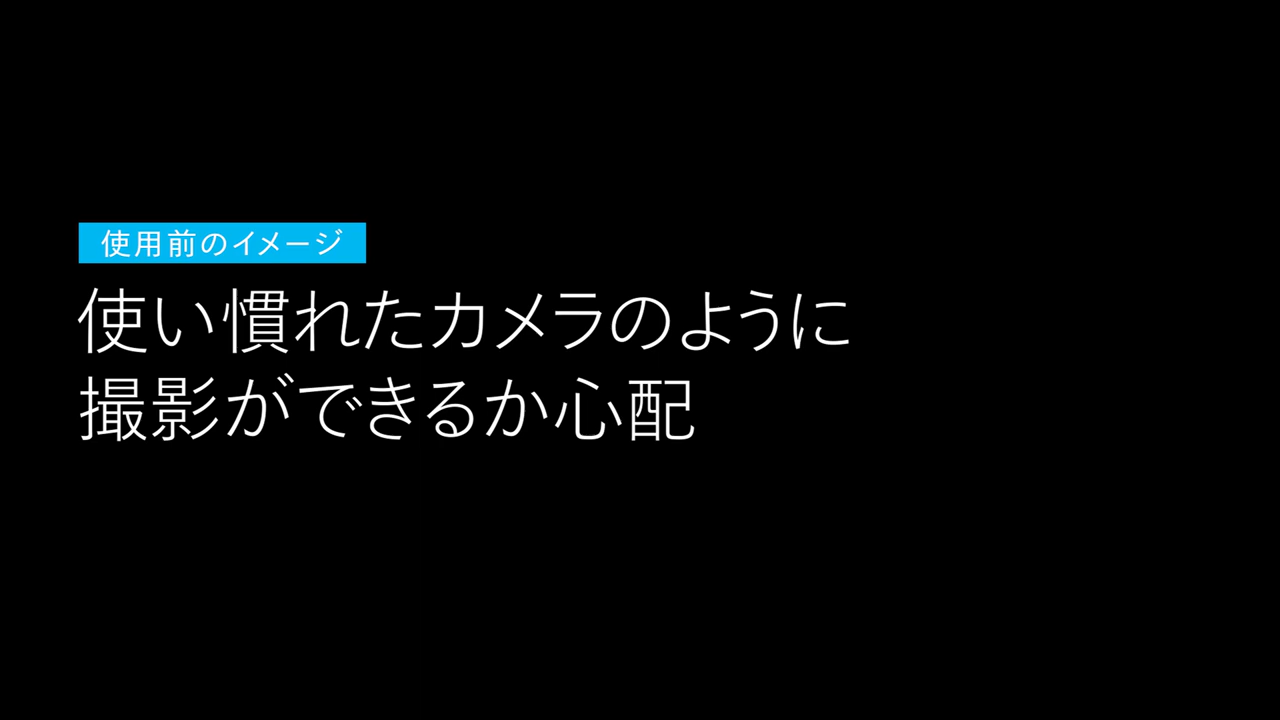 使用前のイメージ
使い慣れたカメラのように
撮影ができるか心配